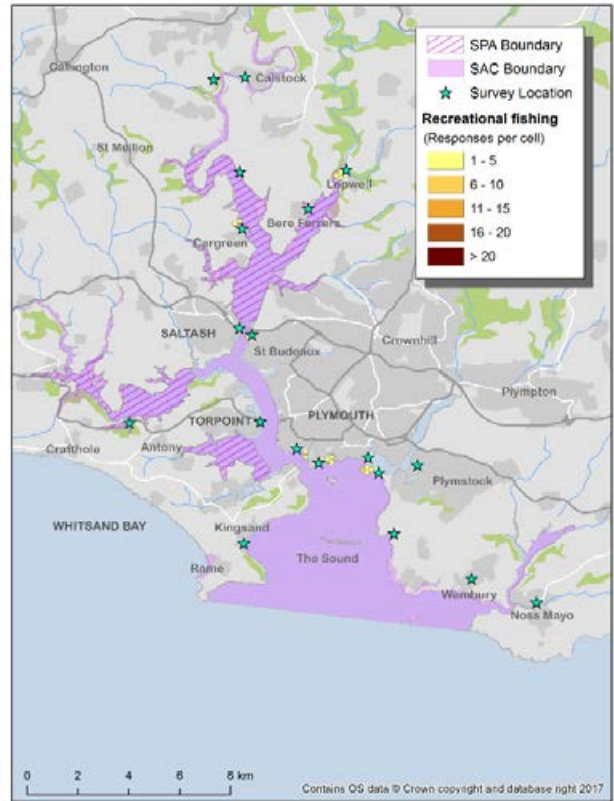 SPA Boundary
SAC Boundary
Survey Location
Recreational fishing
(Responses per cell)
1 - 5
6 - 10
11 - 15
16 - 20
> 20
Callington
Calstock
St Mellion
Lopwell
Bere Ferrers
Cargreen
SALTASH
St Budeaux
Crownhill
Plympton
TORPOINT
PLYMOUTH
Crafthole
Antony
Plymstock
WHITSAND BAY
Kingsand
The Sound
Rame
Wembury
Noss Mayo
0 2 4 8 km
Contains OS data © Crown copyright and database right 2017